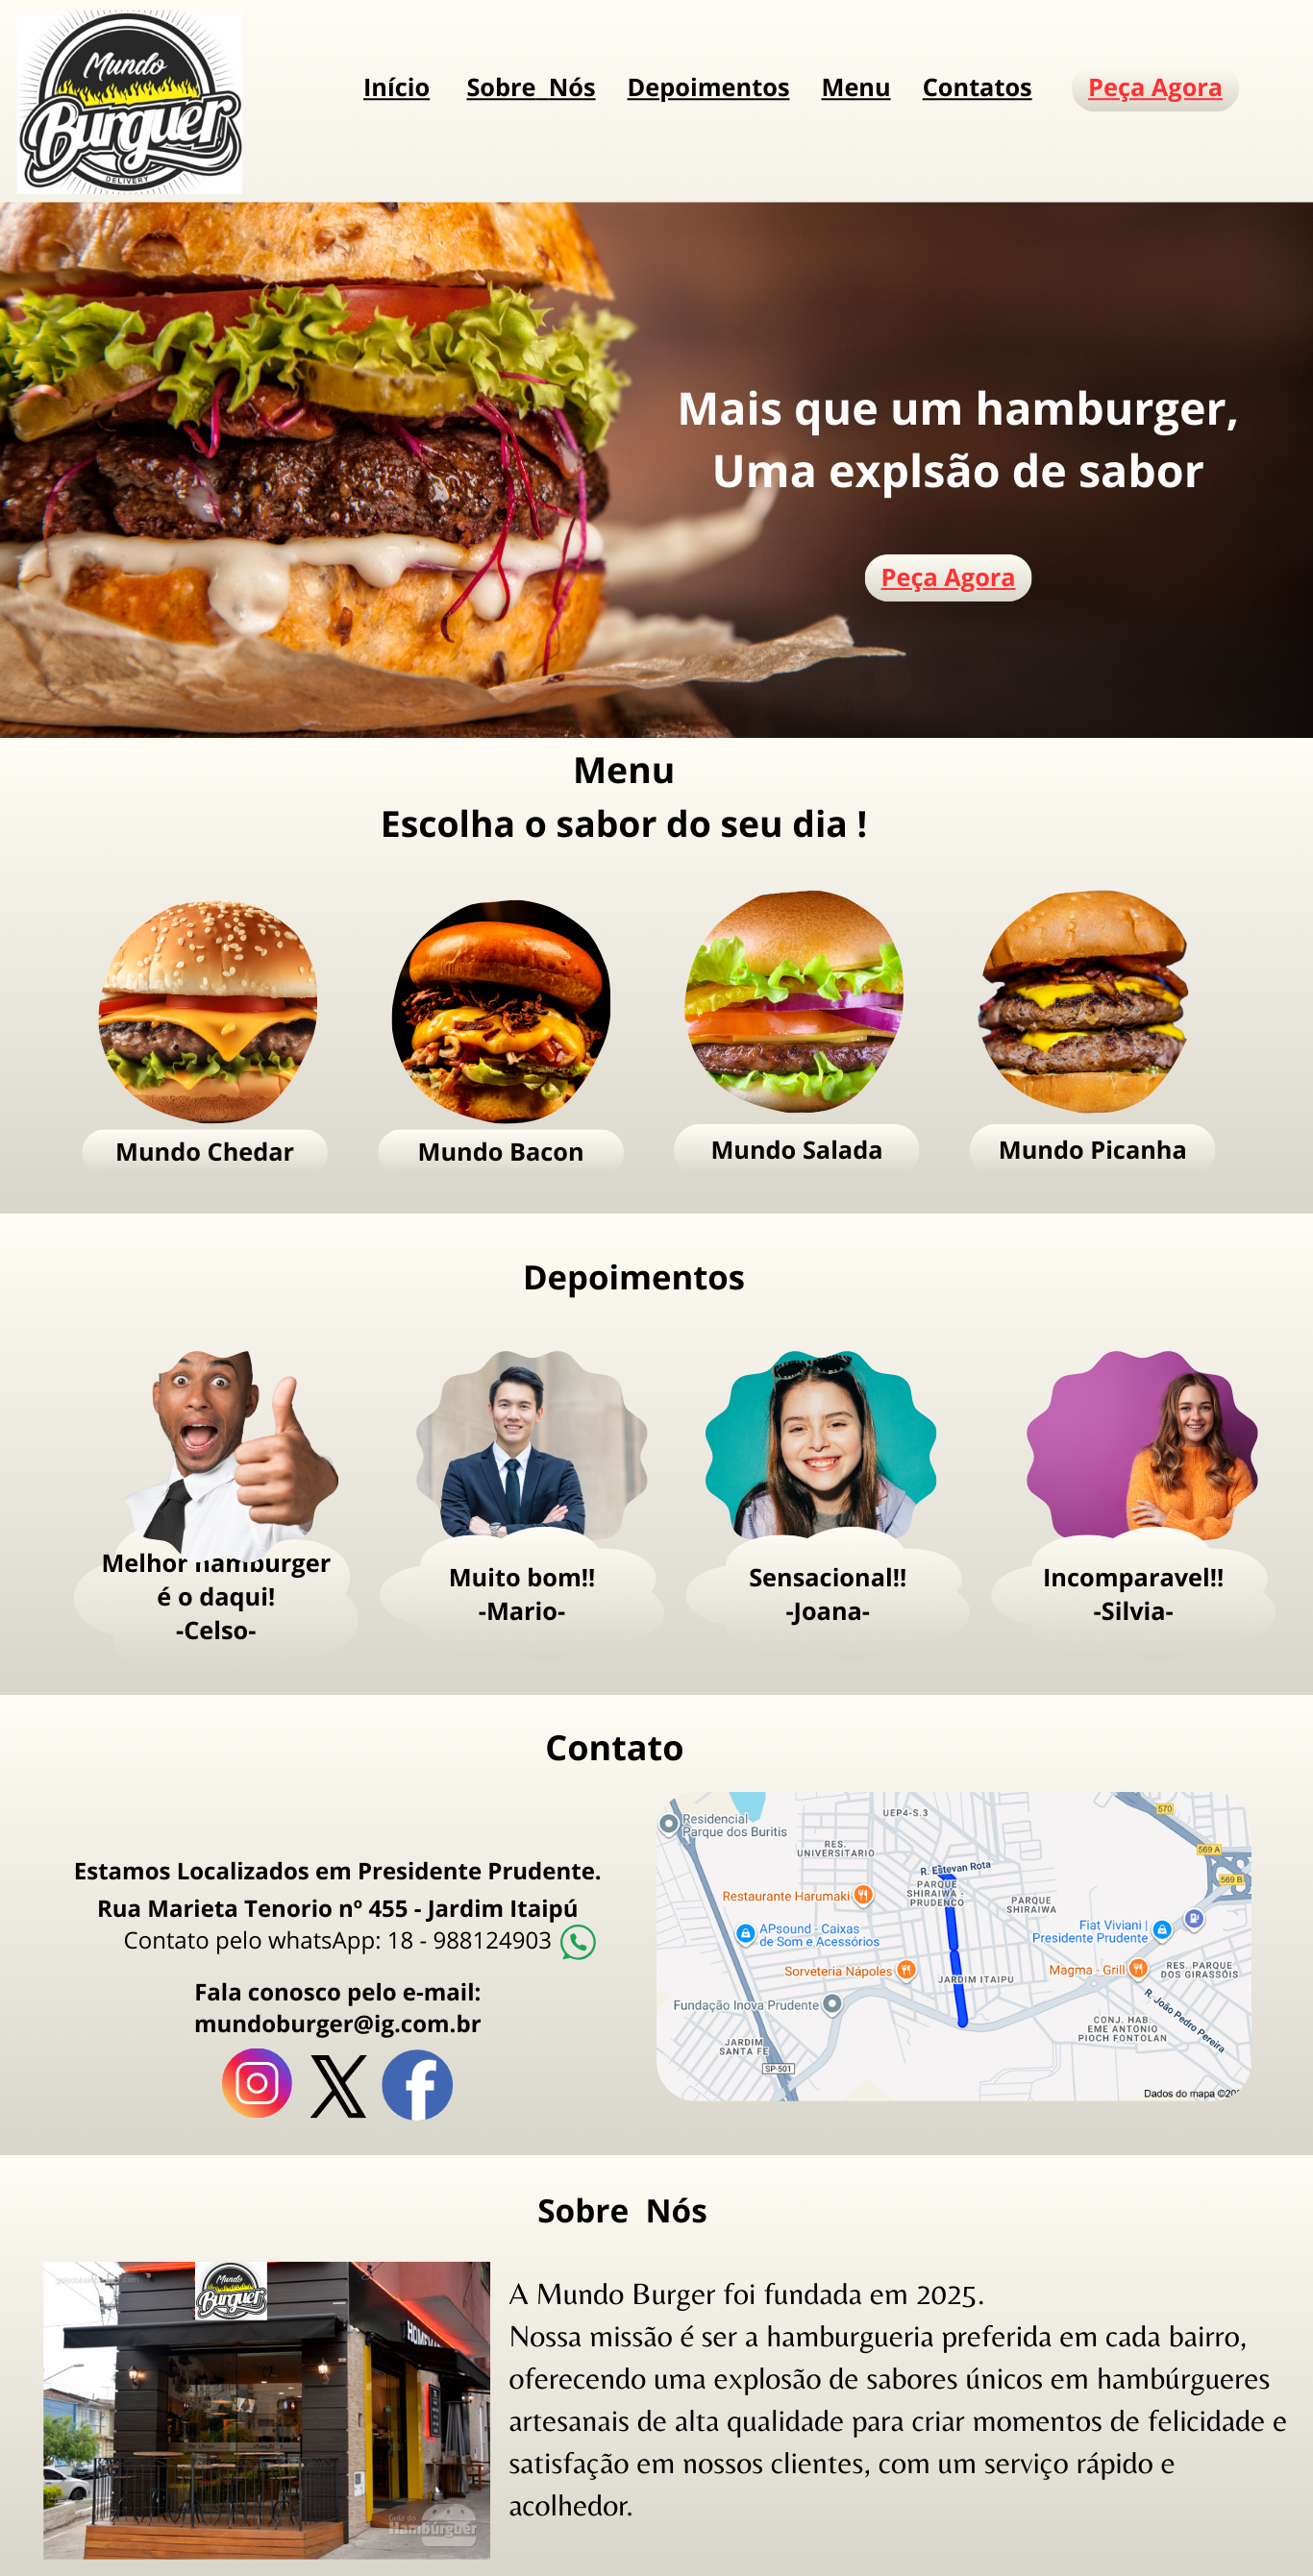 Mundo
Burguer
DELIVERY
Início Sobre Nós Depoimentos Menu Contatos Peça Agora
Mais que um hamburger,
Uma explsão de sabor
Peça Agora
Menu
Escolha o sabor do seu dia !
Mundo Chedar
Mundo Bacon
Mundo Salada
Mundo Picanha
Depoimentos
Melhor hamburger
é o daqui!
-Celso-
Muito bom!!
-Mario-
Sensacional!!
-Joana-
Incomparavel!!
-Silvia-
Contato
Estamos Localizados em Presidente Prudente.
Rua Marieta Tenorio nº 455 - Jardim Itaipú
Contato pelo whatsApp: 18 - 988124903
Fala conosco pelo e-mail:
mundoburger@ig.com.br
Residencial
Parque dos Buritis
UEP4-S.3
570
RES.
UNIVERSITARIO
569 A
R. Estevan Rota
569 B
PARQUE
SHIRAIWA -
PRUDENCO
Restaurante Harumaki
PARQUE
SHIRAIWA
APsound - Caixas
de Som e Acessórios
Fiat Viviani |
Presidente Prudente
Sorveteria Nápoles
JARDIM ITAIPU
Magma - Grill
RES. PARQUE
DOS GIRASSÓIS
Fundação Inova Prudente
R. João Pedro Pereira
CONJ. HAB.
EME ANTONIO
PIOCH FONTOLAN
JARDIM
SANTA FE
SP-501
Dados do mapa ©20
Sobre Nós
Mundo
Burguer
HOMEM
Guia do
Hambúrguer
A Mundo Burger foi fundada em 2025.
Nossa missão é ser a hamburgueria preferida em cada bairro,
oferecendo uma explosão de sabores únicos em hambúrgueres
artesanais de alta qualidade para criar momentos de felicidade e
satisfação em nossos clientes, com um serviço rápido e
acolhedor.